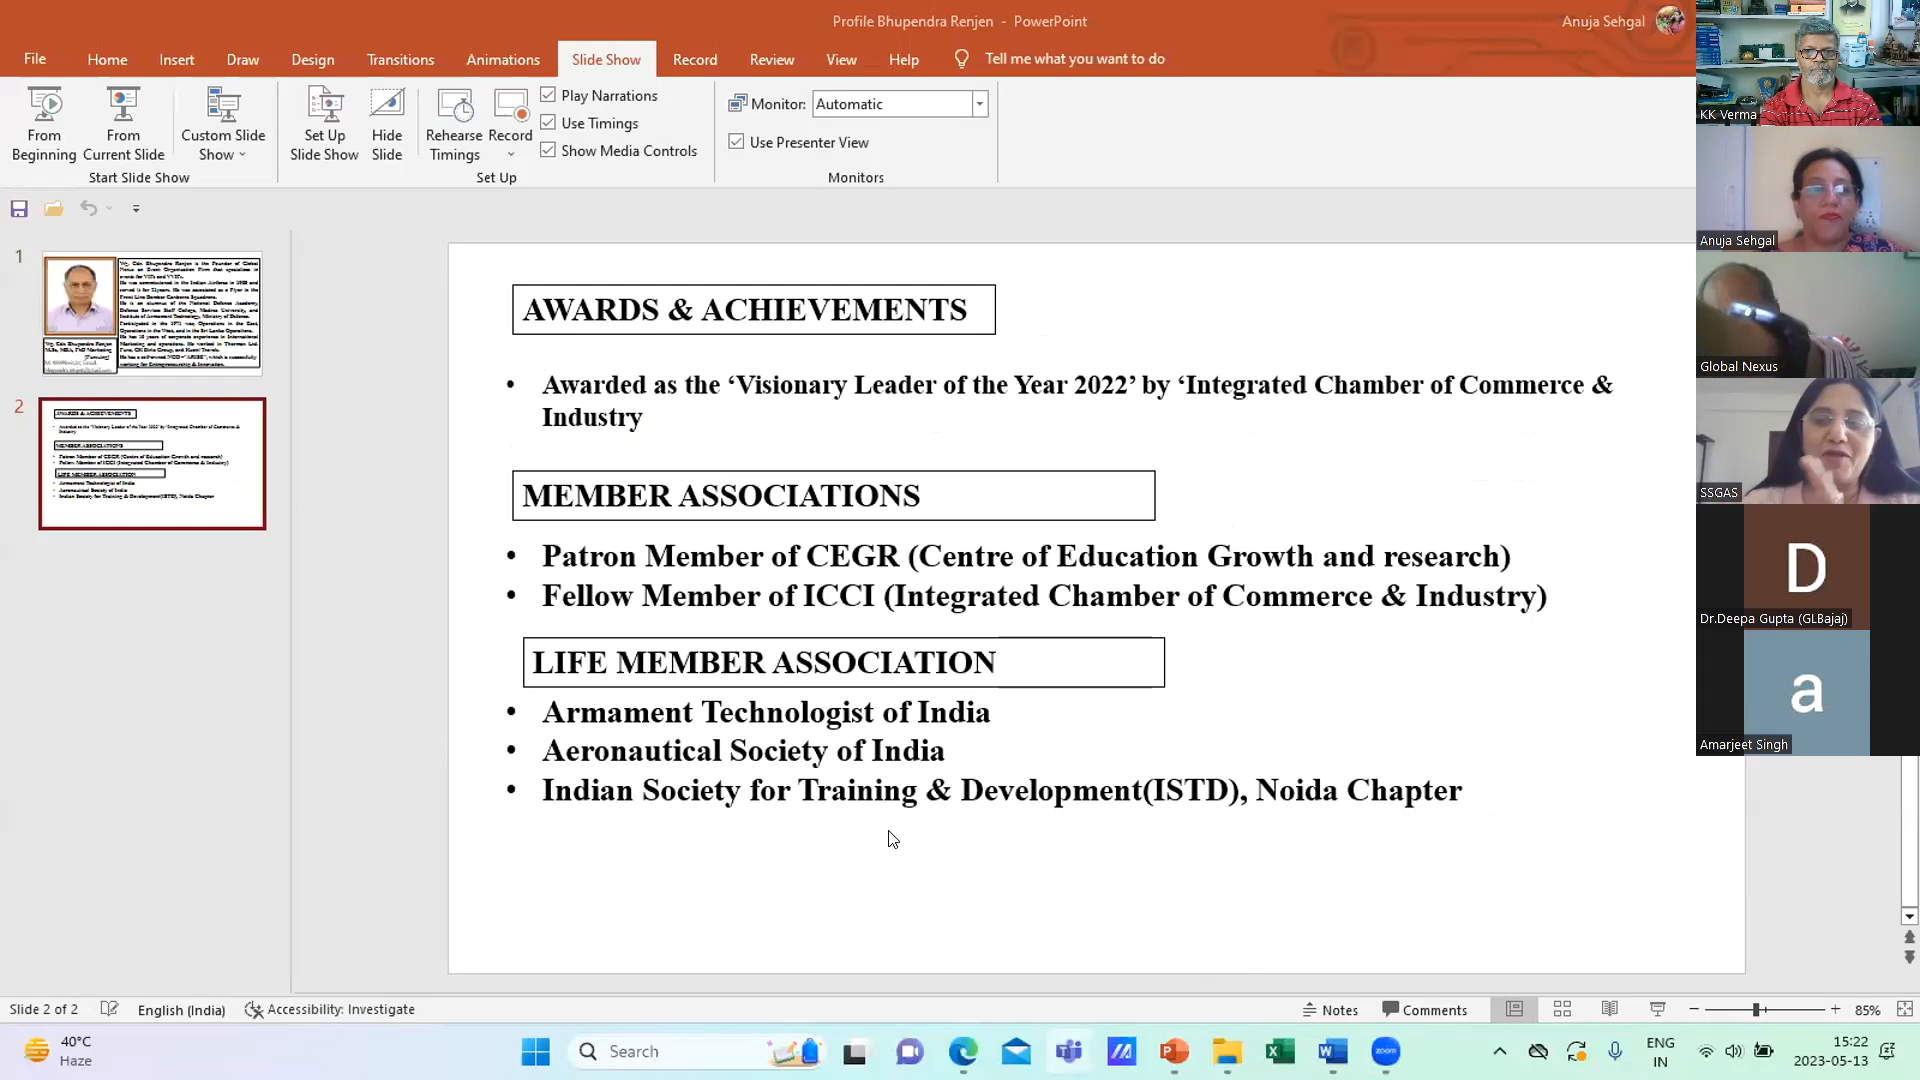 Profile Bhupendra Renjen - PowerPoint
Anuja Sehgal
File Home Insert Draw Design Transitions Animations Slide Show Record Review View Help Tell me what you want to do
From Beginning
From Current Slide
Custom Slide Show
Start Slide Show
Set Up Slide Show
Hide Slide
Rehearse Timings
Record
Play Narrations
Use Timings
Show Media Controls
Set Up
Monitor: Automatic
Use Presenter View
Monitors
1
2
AWARDS & ACHIEVEMENTS
• Awarded as the ‘Visionary Leader of the Year 2022’ by ‘Integrated Chamber of Commerce &
Industry
MEMBER ASSOCIATIONS
• Patron Member of CEGR (Centre of Education Growth and research)
• Fellow Member of ICCI (Integrated Chamber of Commerce & Industry)
LIFE MEMBER ASSOCIATION
• Armament Technologist of India
• Aeronautical Society of India
• Indian Society for Training & Development(ISTD), Noida Chapter
KK Verma
Anuja Sehgal
Global Nexus
SSGAS
D
Dr.Deepa Gupta (GLBajaj)
a
Amarjeet Singh
Slide 2 of 2 English (India) Accessibility: Investigate Notes Comments 85%
40°C
Haze
Search
zoom
ENG
IN
15:22
2023-05-13